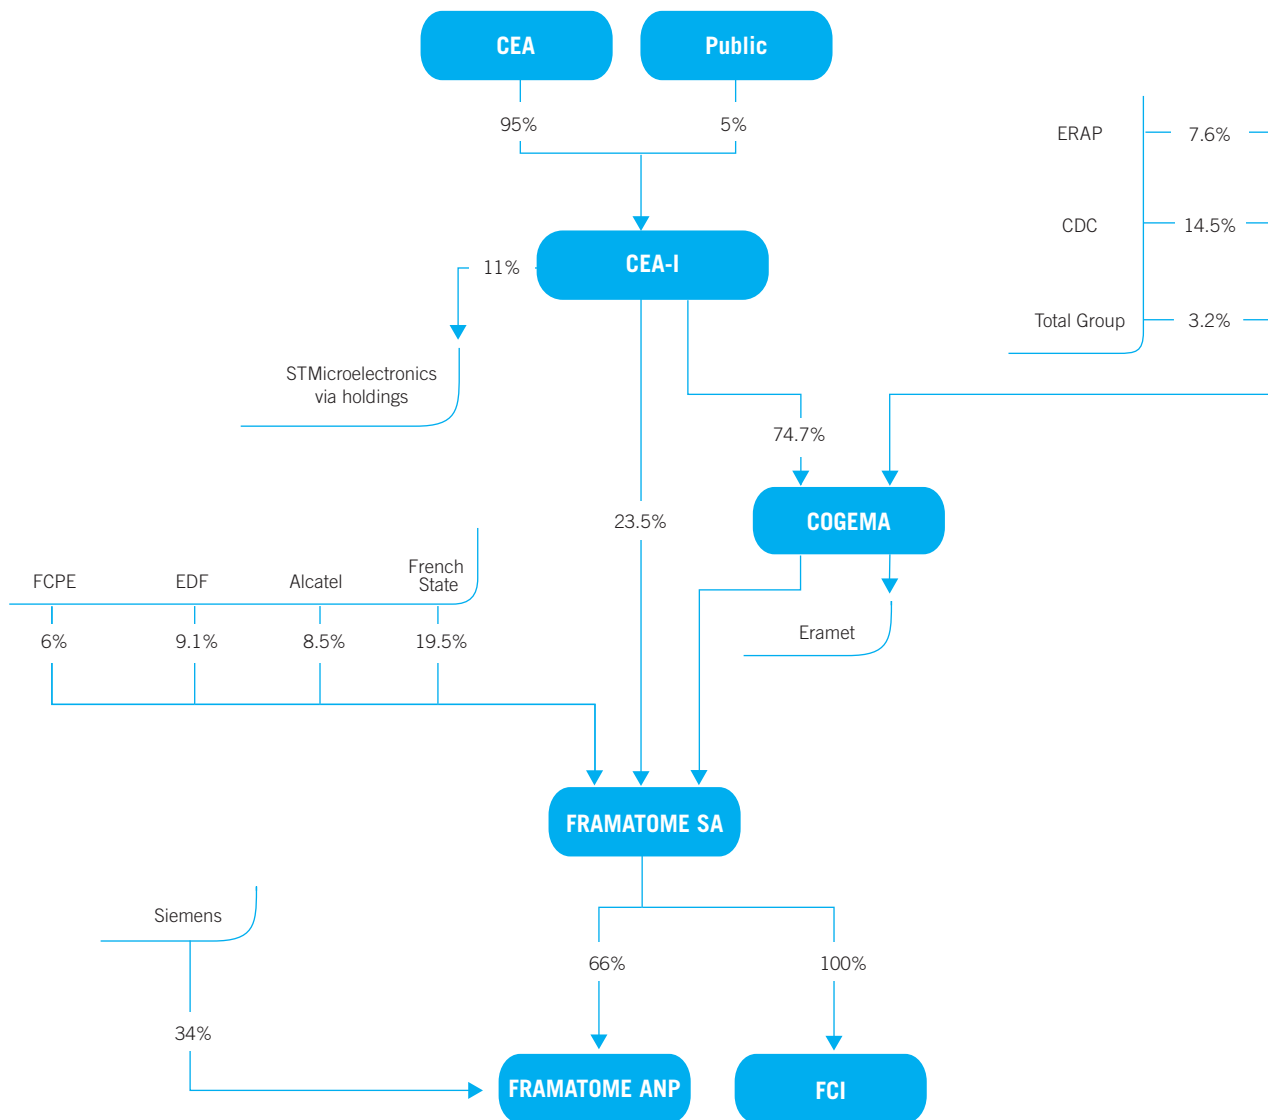 CEA
Public
95%
5%
ERAP
7.6%
CDC
14.5%
CEA-I
11%
Total Group
3.2%
STMicroelectronics
via holdings
74.7%
COGEMA
23.5%
FCPE
EDF
Alcatel
French
State
6%
9.1%
8.5%
19.5%
Eramet
FRAMATOME SA
Siemens
66%
100%
34%
FRAMATOME ANP
FCI